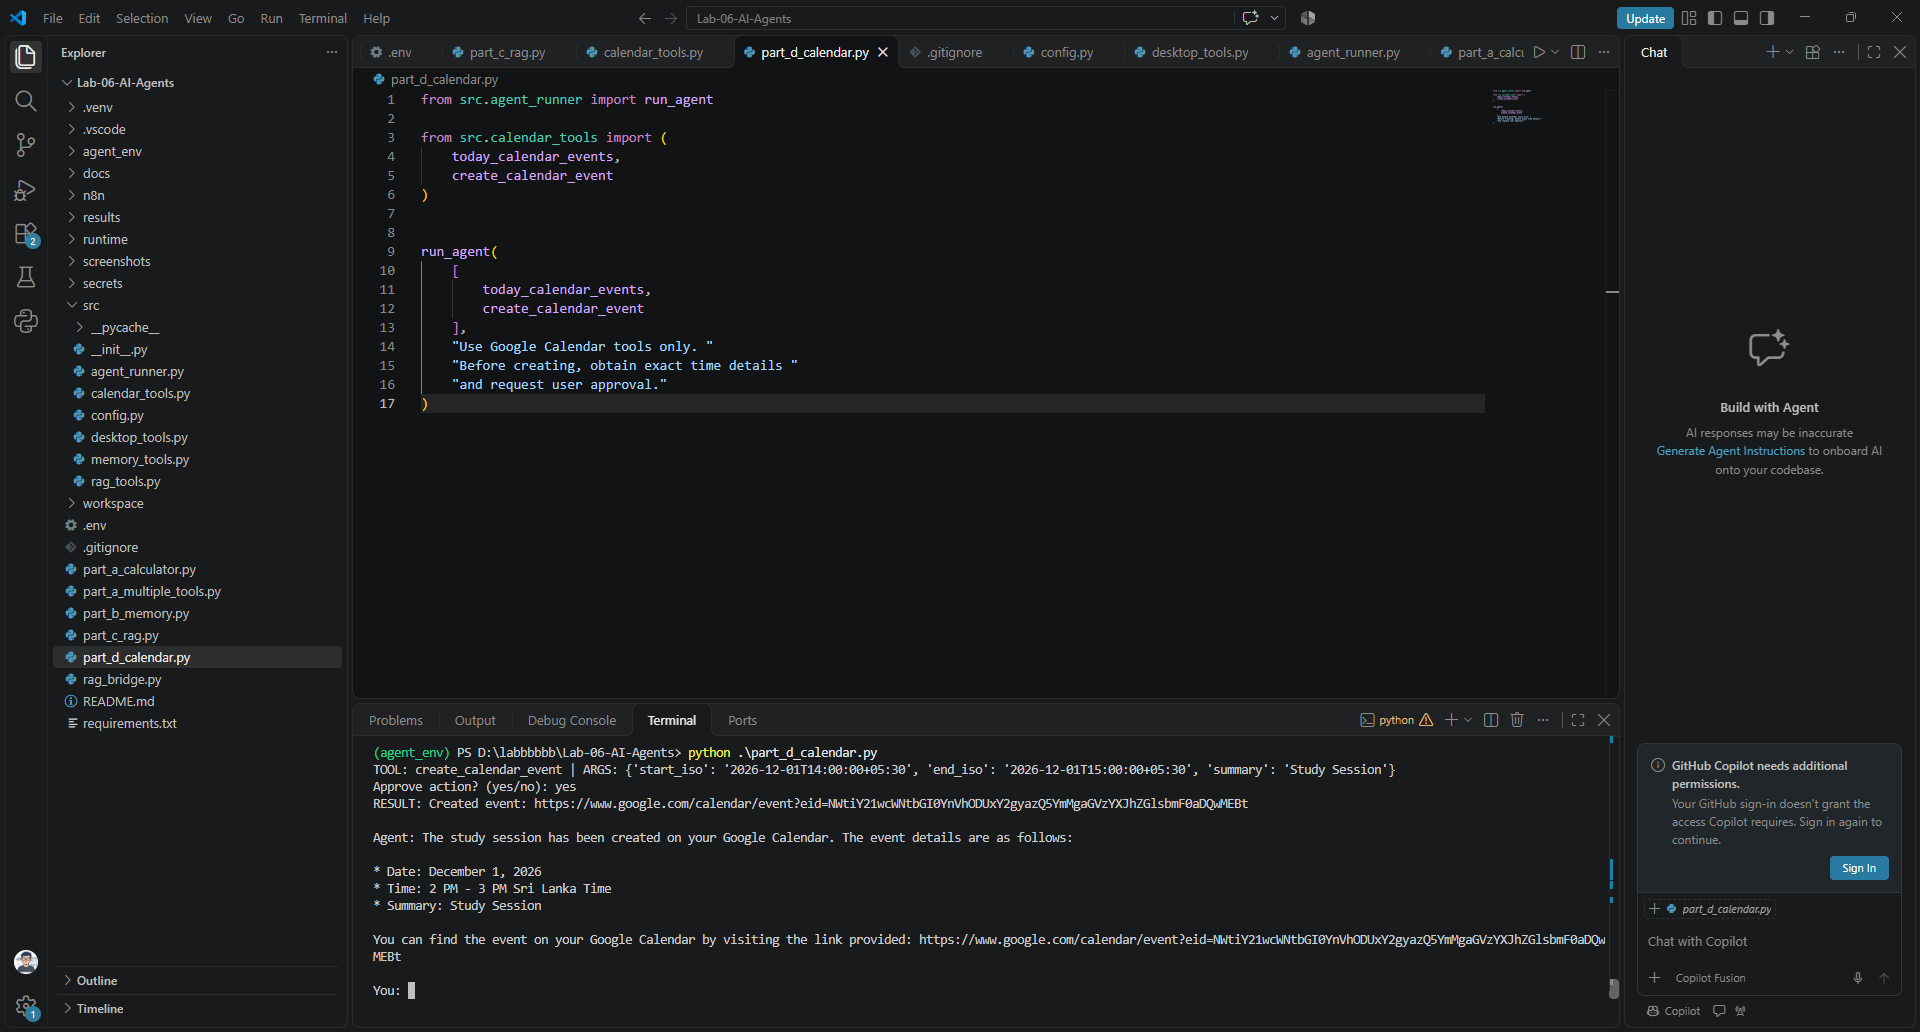 File Edit Selection View Go Run Terminal Help
Lab-06-AI-Agents
Update
Explorer
Lab-06-AI-Agents
.venv
.vscode
agent_env
docs
n8n
results
runtime
screenshots
secrets
src
__pycache__
__init__.py
agent_runner.py
calendar_tools.py
config.py
desktop_tools.py
memory_tools.py
rag_tools.py
workspace
.env
.gitignore
part_a_calculator.py
part_a_multiple_tools.py
part_b_memory.py
part_c_rag.py
part_d_calendar.py
rag_bridge.py
README.md
requirements.txt
Outline
Timeline
2
1
.env part_c_rag.py calendar_tools.py part_d_calendar.py .gitignore config.py desktop_tools.py agent_runner.py part_a_calcu
part_d_calendar.py
1 from src.agent_runner import run_agent
2
3 from src.calendar_tools import (
4 today_calendar_events,
5 create_calendar_event
6 )
7
8
9 run_agent(
10 [
11 today_calendar_events,
12 create_calendar_event
13 ],
14 "Use Google Calendar tools only. "
15 "Before creating, obtain exact time details "
16 "and request user approval."
17 )
Problems Output Debug Console Terminal Ports
python
(agent_env) PS D:\labbbbbb\Lab-06-AI-Agents> python .\part_d_calendar.py
TOOL: create_calendar_event | ARGS: {'start_iso': '2026-12-01T14:00:00+05:30', 'end_iso': '2026-12-01T15:00:00+05:30', 'summary': 'Study Session'}
Approve action? (yes/no): yes
RESULT: Created event: https://www.google.com/calendar/event?eid=NWtiY21wcWNtbGI0YnVhODUxY2gyazQ5YmMgaGVzYXJhZGlsbmF0aDQwMEBt
Agent: The study session has been created on your Google Calendar. The event details are as follows:
* Date: December 1, 2026
* Time: 2 PM - 3 PM Sri Lanka Time
* Summary: Study Session
You can find the event on your Google Calendar by visiting the link provided: https://www.google.com/calendar/event?eid=NWtiY21wcWNtbGI0YnVhODUxY2gyazQ5YmMgaGVzYXJhZGlsbmF0aDQw
MEBt
You:
Chat
Build with Agent
AI responses may be inaccurate
Generate Agent Instructions to onboard AI
onto your codebase.
GitHub Copilot needs additional
permissions.
Your GitHub sign-in doesn't grant the
access Copilot requires. Sign in again to
continue.
Sign In
part_d_calendar.py
Chat with Copilot
Copilot Fusion
Copilot